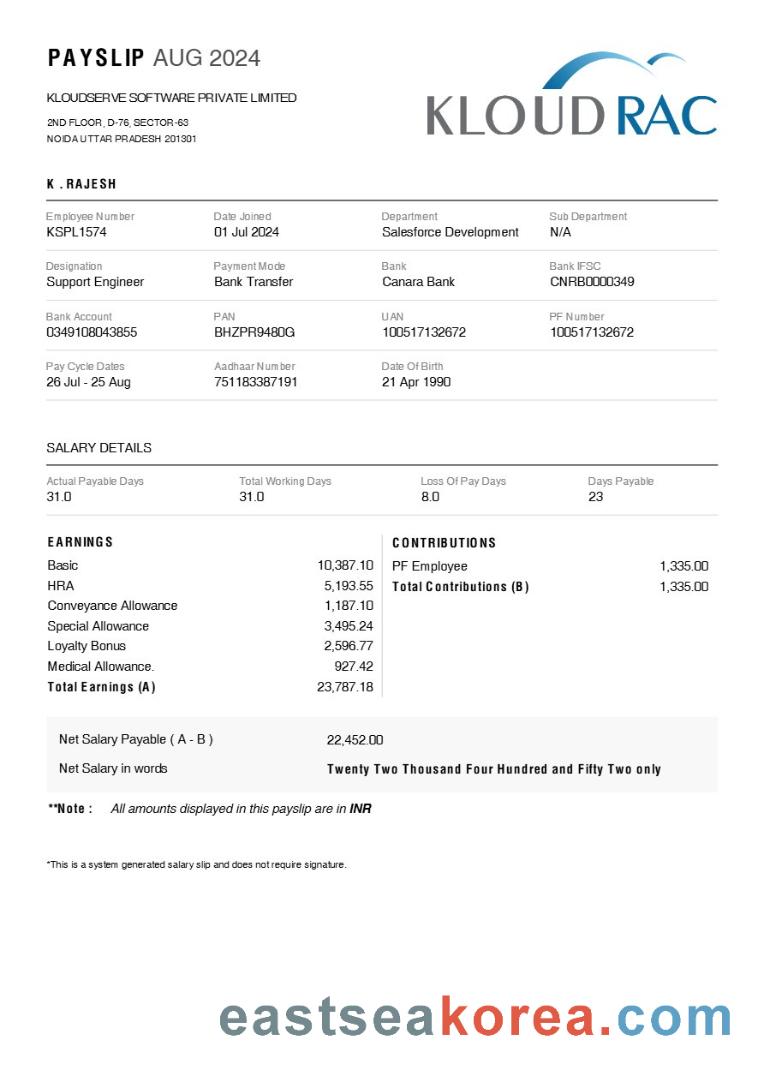 PAYSLIP AUG 2024
KLOUDSERVE SOFTWARE PRIVATE LIMITED
2ND FLOOR, D-76, SECTOR-63
NOIDA UTTAR PRADESH 201301
KLOUD RAC
K . RAJESH
Employee Number Date Joined Department Sub Department
KSPL1574 01 Jul 2024 Salesforce Development N/A
Designation Payment Mode Bank Bank IFSC
Support Engineer Bank Transfer Canara Bank CNRB0000349
Bank Account PAN UAN PF Number
0349108043855 BHZPR9480G 100517132672 100517132672
Pay Cycle Dates Aadhaar Number Date Of Birth
26 Jul - 25 Aug 751183387191 21 Apr 1990
SALARY DETAILS
Actual Payable Days Total Working Days Loss Of Pay Days Days Payable
31.0 31.0 8.0 23
EARNINGS
Basic 10,387.10
HRA 5,193.55
Conveyance Allowance 1,187.10
Special Allowance 3,495.24
Loyalty Bonus 2,596.77
Medical Allowance. 927.42
Total Earnings (A) 23,787.18
CONTRIBUTIONS
PF Employee 1,335.00
Total Contributions (B) 1,335.00
Net Salary Payable ( A - B ) 22,452.00
Net Salary in words Twenty Two Thousand Four Hundred and Fifty Two only
**Note : All amounts displayed in this payslip are in INR
*This is a system generated salary slip and does not require signature.
eastseakorea.com